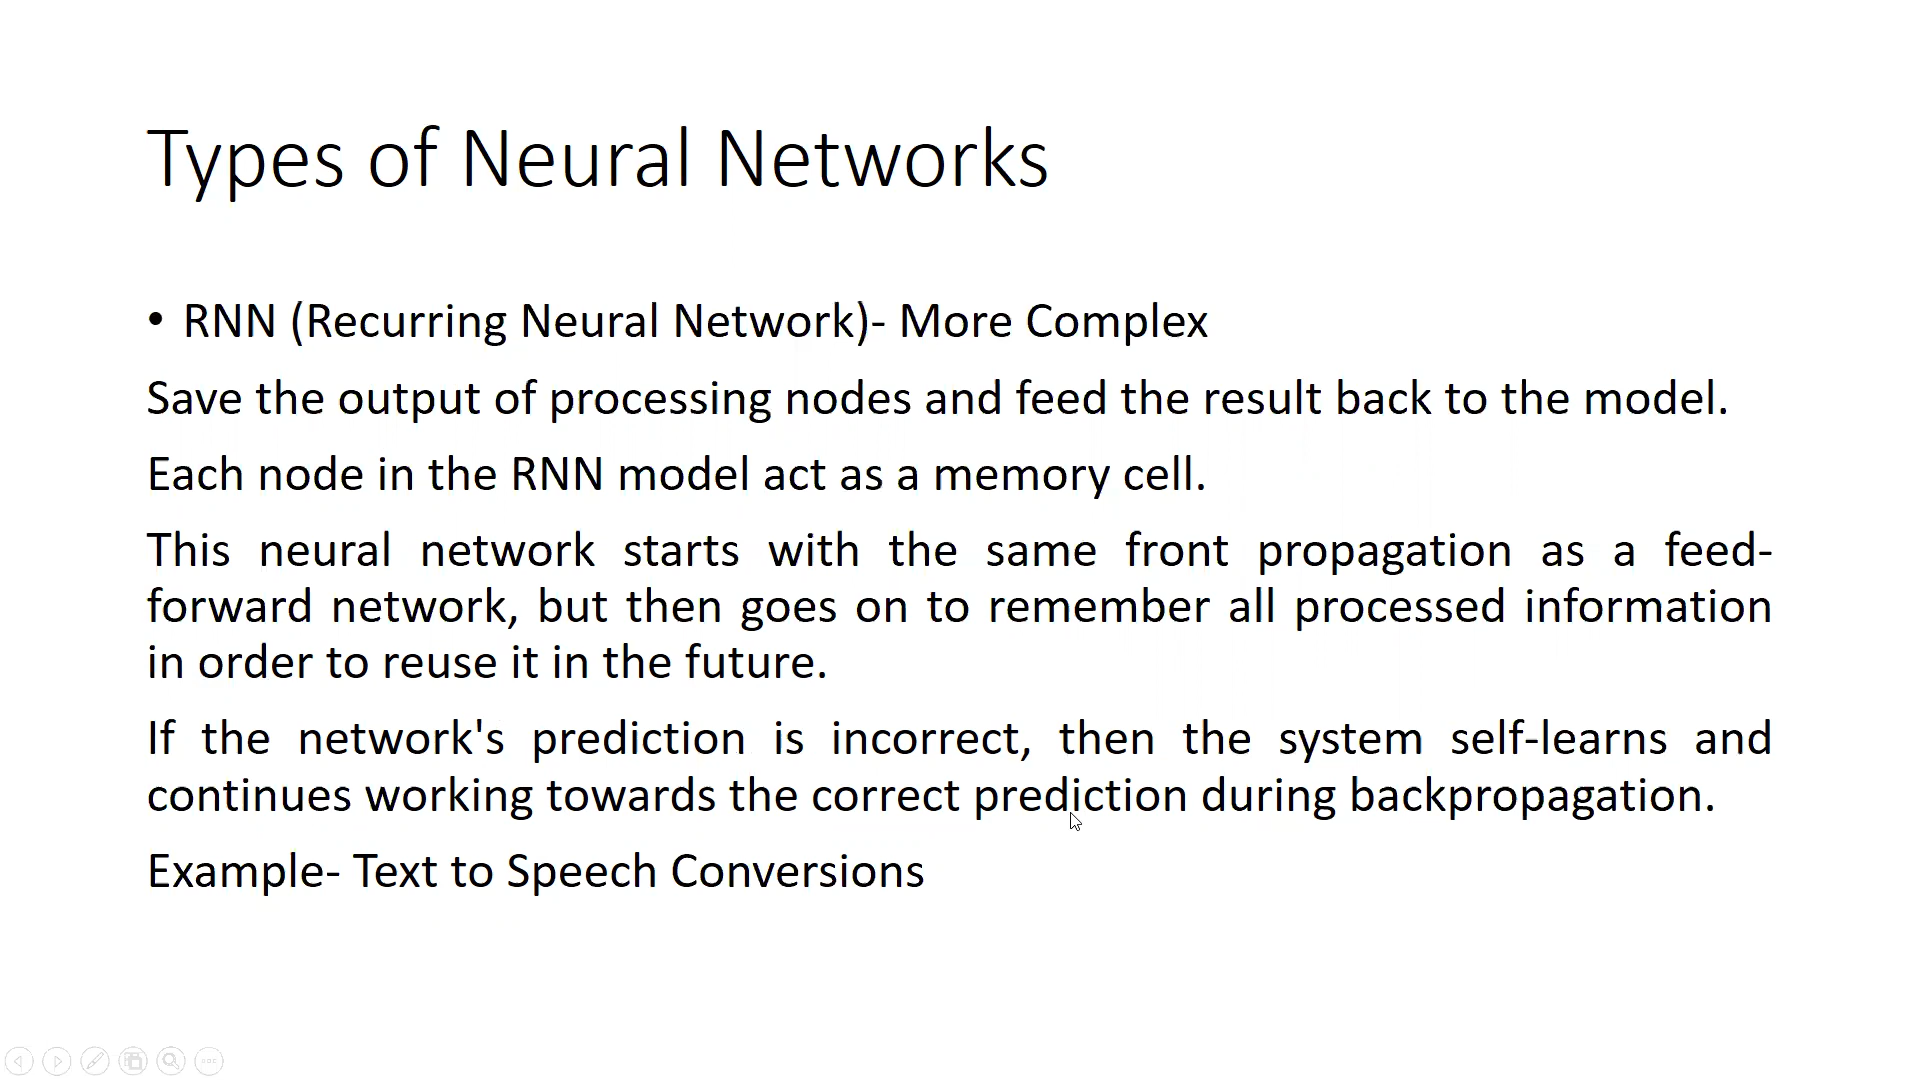 Types of Neural Networks
• RNN (Recurring Neural Network)- More Complex
Save the output of processing nodes and feed the result back to the model.
Each node in the RNN model act as a memory cell.
This neural network starts with the same front propagation as a feed-
forward network, but then goes on to remember all processed information
in order to reuse it in the future.
If the network's prediction is incorrect, then the system self-learns and
continues working towards the correct prediction during backpropagation.
Example- Text to Speech Conversions